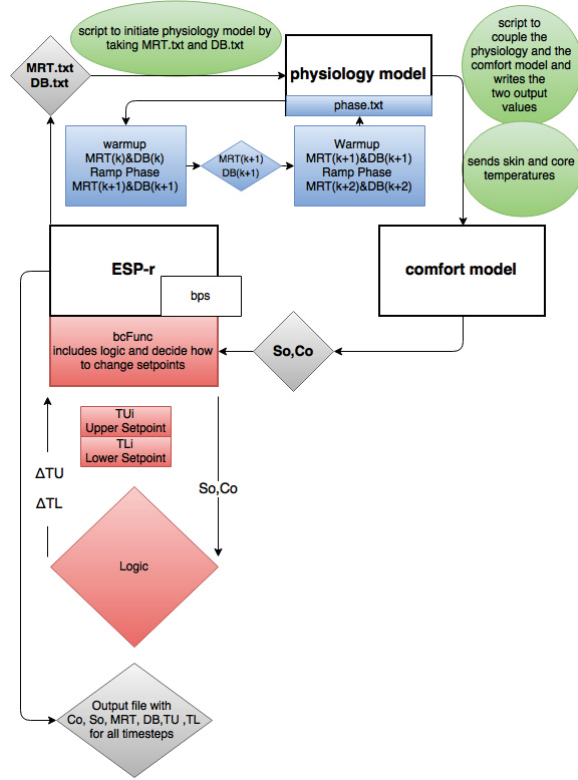 script to initiate physiology model by
taking MRT.txt and DB.txt
script to
couple the
physiology and the
comfort model and
writes the
two output
values
MRT.txt
DB.txt
physiology model
phase.txt
warmup
MRT(k)&DB(k)
Ramp Phase
MRT(k+1)&DB(k+1)
MRT(k+1)
DB(k+1)
Warmup
MRT(k+1)&DB(k+1)
Ramp Phase
MRT(k+2)&DB(k+2)
sends skin and core
temperatures
ESP-r
bps
comfort model
bcFunc
includes logic and decide how
to change setpoints
So,Co
TUi
Upper Setpoint
TLi
Lower Setpoint
ΔTU
ΔTL
So,Co
Logic
Output file with
Co, So, MRT, DB,TU ,TL
for all timesteps